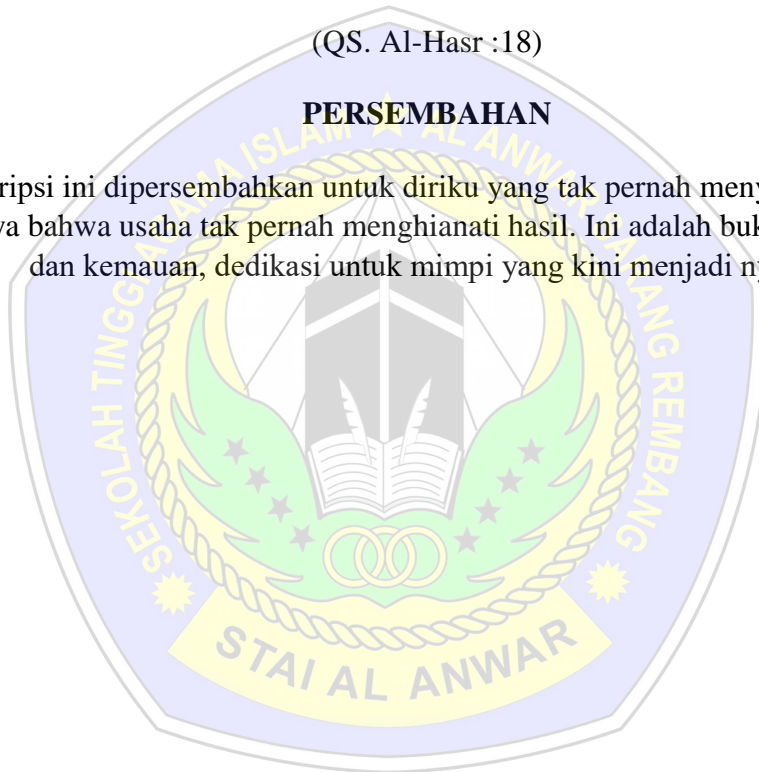 (QS. Al-Hasr :18)
PERSEMBAHAN
ripsi ini dipersembahkan untuk diriku yang tak pernah meny
va bahwa usaha tak pernah menghianati hasil. Ini adalah buk
dan kemauan, dedikasi untuk mimpi yang kini menjadi ny
SEKOLAH TINGGI AGAMA ISLAM AL ANWAR SARANG REMBANG
STAI AL ANWAR